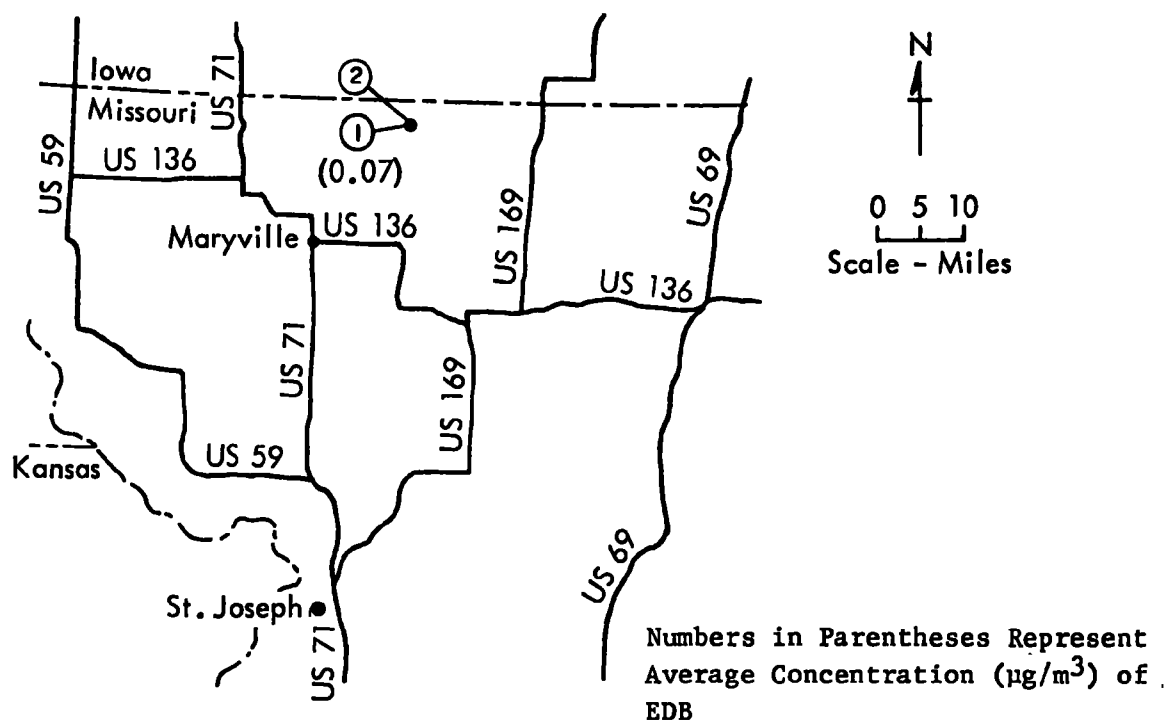 Iowa
Missouri
US 71
②
①
(0.07)
US 59
US 136
Maryville
US 136
US 169
US 69
N
0 5 10
Scale - Miles
US 136
US 71
US 169
Kansas
US 59
St. Joseph
US 71
US 69
Numbers in Parentheses Represent
Average Concentration (μg/m³) of
EDB